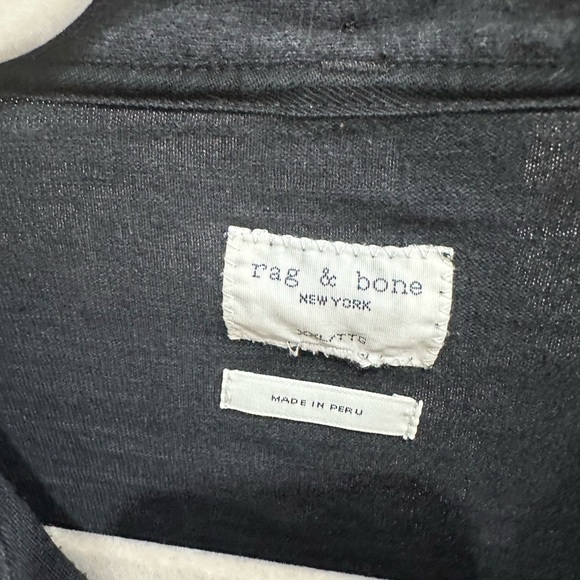 rag & bone
NEW YORK
XXL/TTG
MADE IN PERU